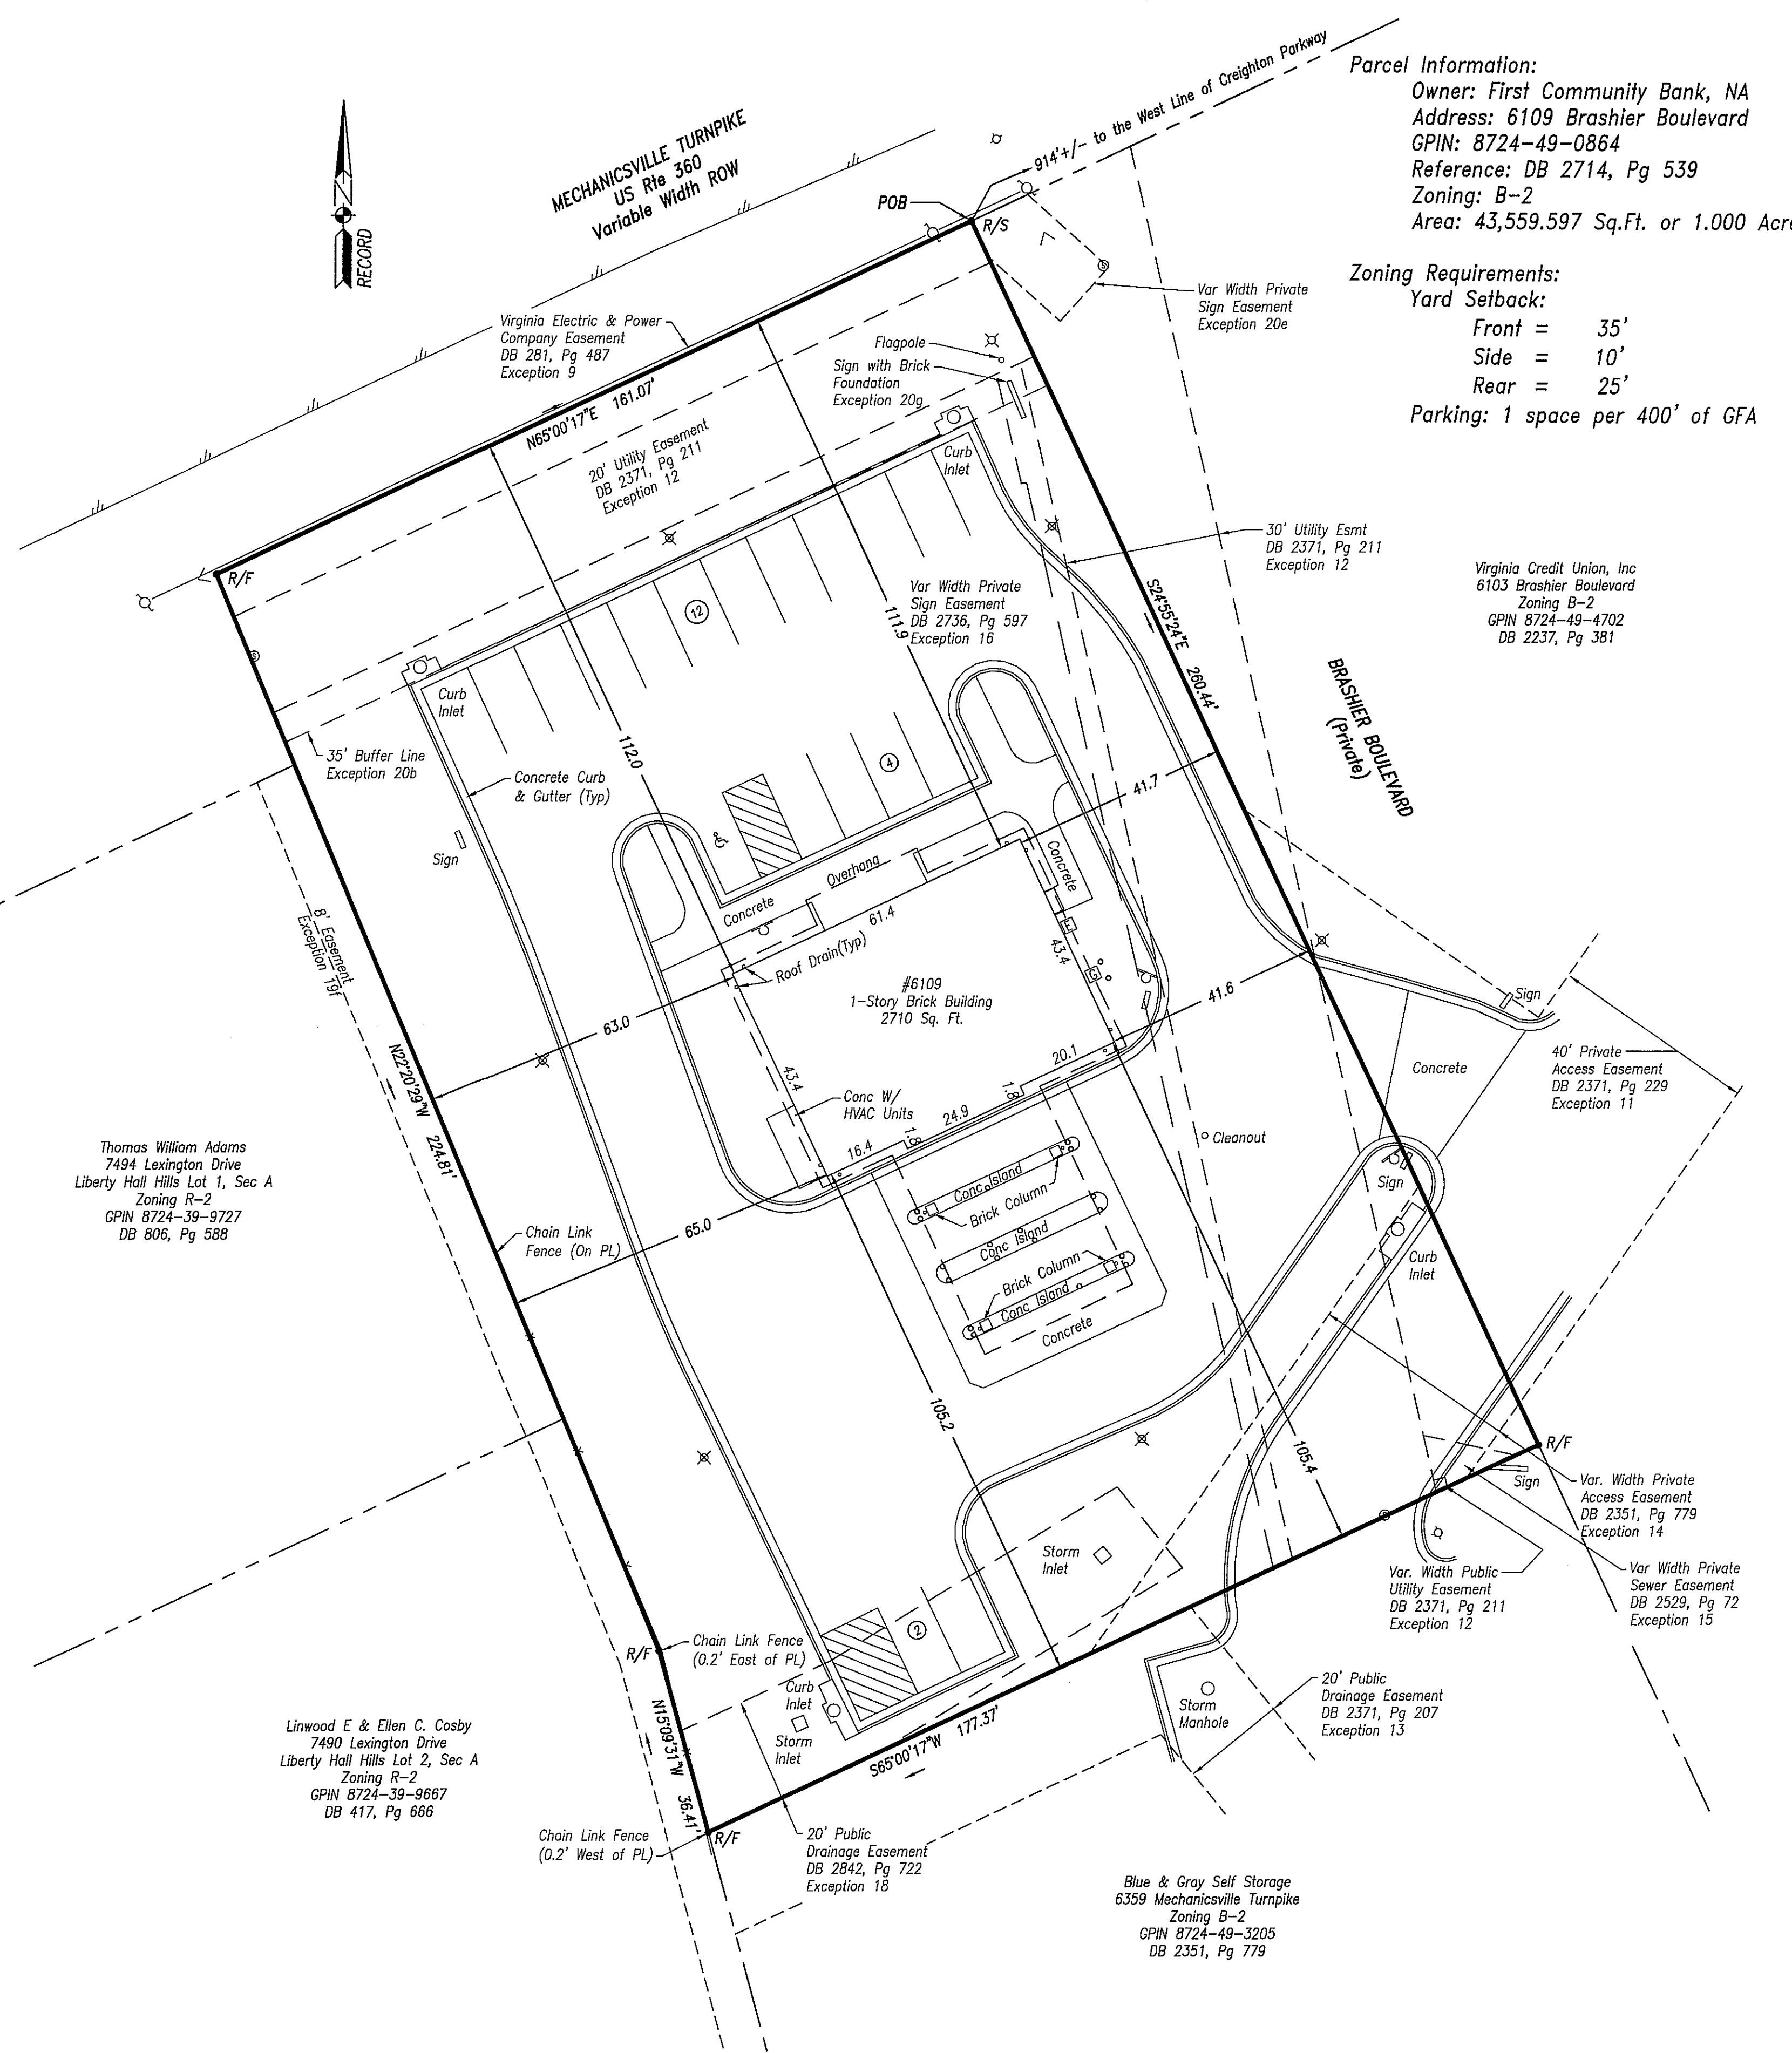 914'+/- to the West Line of Creighton Parkway
Parcel Information:
Owner: First Community Bank, NA
Address: 6109 Brashier Boulevard
GPIN: 8724-49-0864
Reference: DB 2714, Pg 539
Zoning: B-2
Area: 43,559.597 Sq.Ft. or 1.000 Acre
Zoning Requirements:
Yard Setback:
Front = 35'
Side = 10'
Rear = 25'
Parking: 1 space per 400' of GFA
N
RECORD
MECHANICSVILLE TURNPIKE
US Rte 360
Variable Width ROW
POB
R/S
Var Width Private
Sign Easement
Exception 20e
Virginia Electric & Power
Company Easement
DB 281, Pg 487
Exception 9
Flagpole
Sign with Brick
Foundation
Exception 20g
N65°00'17"E 161.07'
20' Utility Easement
DB 2371, Pg 211
Exception 12
Curb
Inlet
30' Utility Esmt
DB 2371, Pg 211
Exception 12
R/F
S
Virginia Credit Union, Inc
6103 Brashier Boulevard
Zoning B-2
GPIN 8724-49-4702
DB 2237, Pg 381
12
Var Width Private
Sign Easement
DB 2736, Pg 597
Exception 16
111.9
S24°55'24"E 260.44'
BRASHIER BOULEVARD
(Private)
Curb
Inlet
112.0
35' Buffer Line
Exception 20b
Concrete Curb
& Gutter (Typ)
4
41.7
Sign
Overhang
Concrete
Concrete
61.4
8' Easement
Exception 19f
Roof Drain(Typ)
E
43.4
G
#6109
1-Story Brick Building
2710 Sq. Ft.
41.6
Sign
63.0
40' Private
Access Easement
DB 2371, Pg 229
Exception 11
Concrete
N22°20'29"W 224.81'
43.4
Conc W/
HVAC Units
20.1
1.8
24.9
1.8
16.4
Cleanout
Thomas William Adams
7494 Lexington Drive
Liberty Hall Hills Lot 1, Sec A
Zoning R-2
GPIN 8724-39-9727
DB 806, Pg 588
Conc Island
Brick Column
Conc Island
Brick Column
Conc Island
Concrete
Sign
Curb
Inlet
65.0
Chain Link
Fence (On PL)
105.2
105.4
R/F
Sign
Var. Width Private
Access Easement
DB 2351, Pg 779
Exception 14
Var. Width Public
Utility Easement
DB 2371, Pg 211
Exception 12
Var Width Private
Sewer Easement
DB 2529, Pg 72
Exception 15
Storm
Inlet
2
R/F
Chain Link Fence
(0.2' East of PL)
Curb
Inlet
Storm
Inlet
N15°09'31"W 36.41'
S65°00'17"W 177.37'
Storm
Manhole
20' Public
Drainage Easement
DB 2371, Pg 207
Exception 13
Linwood E & Ellen C. Cosby
7490 Lexington Drive
Liberty Hall Hills Lot 2, Sec A
Zoning R-2
GPIN 8724-39-9667
DB 417, Pg 666
Chain Link Fence
(0.2' West of PL)
R/F
20' Public
Drainage Easement
DB 2842, Pg 722
Exception 18
Blue & Gray Self Storage
6359 Mechanicsville Turnpike
Zoning B-2
GPIN 8724-49-3205
DB 2351, Pg 779